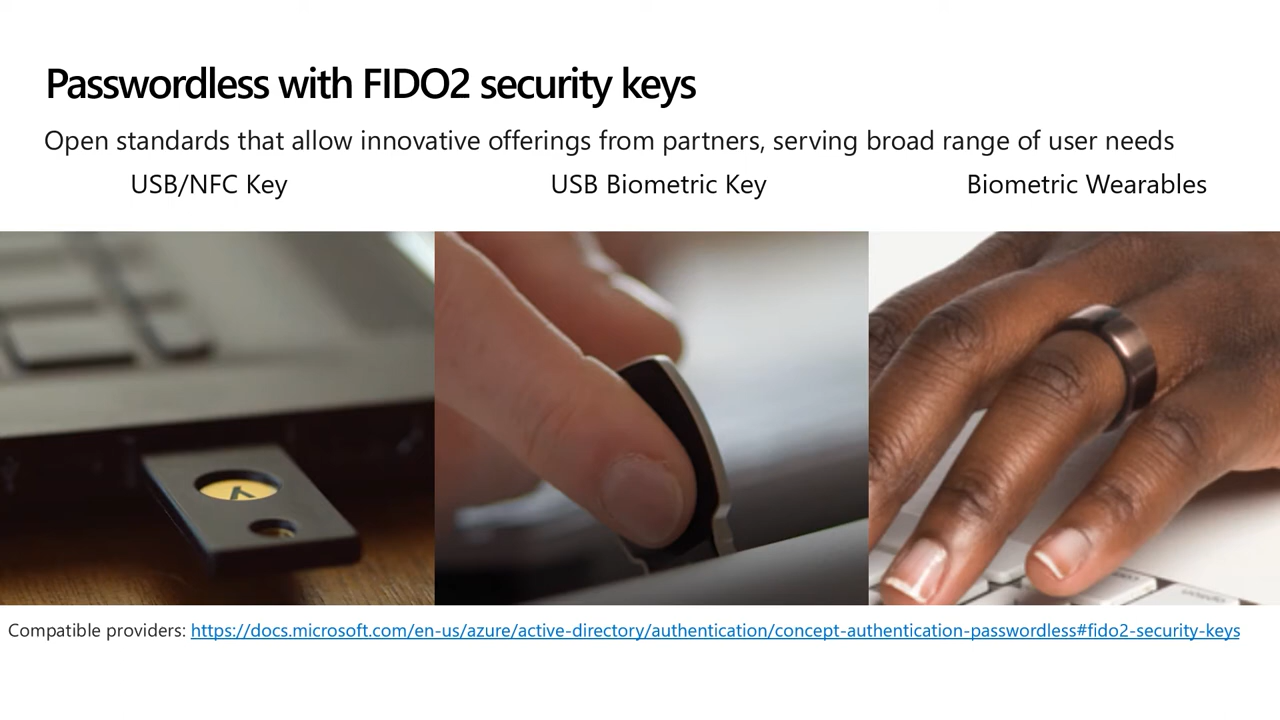 Passwordless with FIDO2 security keys
Open standards that allow innovative offerings from partners, serving broad range of user needs
USB/NFC Key
USB Biometric Key
Biometric Wearables
Compatible providers: https://docs.microsoft.com/en-us/azure/active-directory/authentication/concept-authentication-passwordless#fido2-security-keys